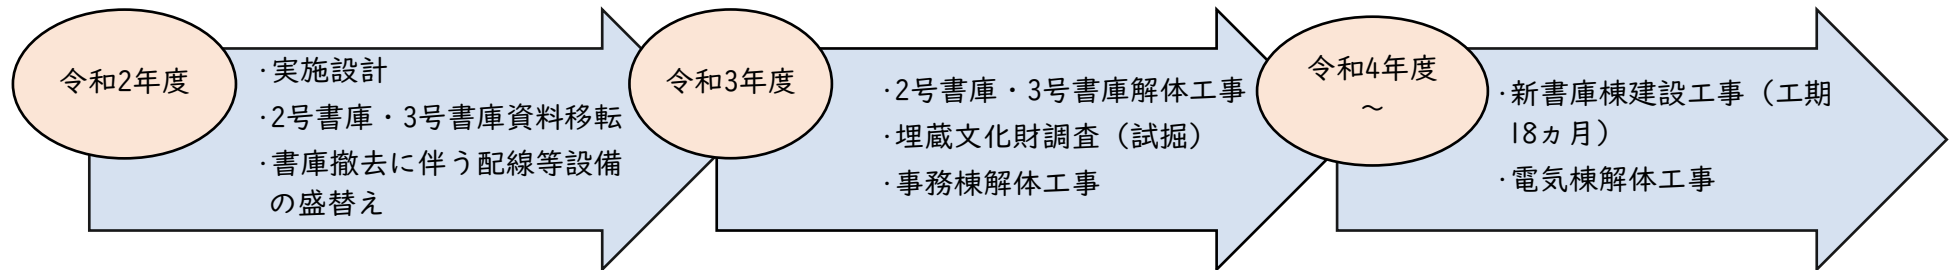 令和2年度
・実施設計
・2号書庫・3号書庫資料移転
・書庫撤去に伴う配線等設備
の盛替え
令和3年度
・2号書庫・3号書庫解体工事
・埋蔵文化財調査（試掘）
・事務棟解体工事
令和4年度
～
・新書庫棟建設工事（工期
18ヵ月）
・電気棟解体工事